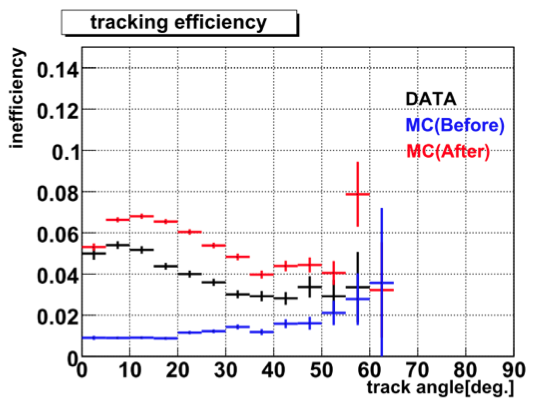 tracking efficiency
inefficiency
0.14
0.12
0.1
0.08
0.06
0.04
0.02
0
DATA
MC(Before)
MC(After)
0 10 20 30 40 50 60 70 80 90
track angle[deg.]